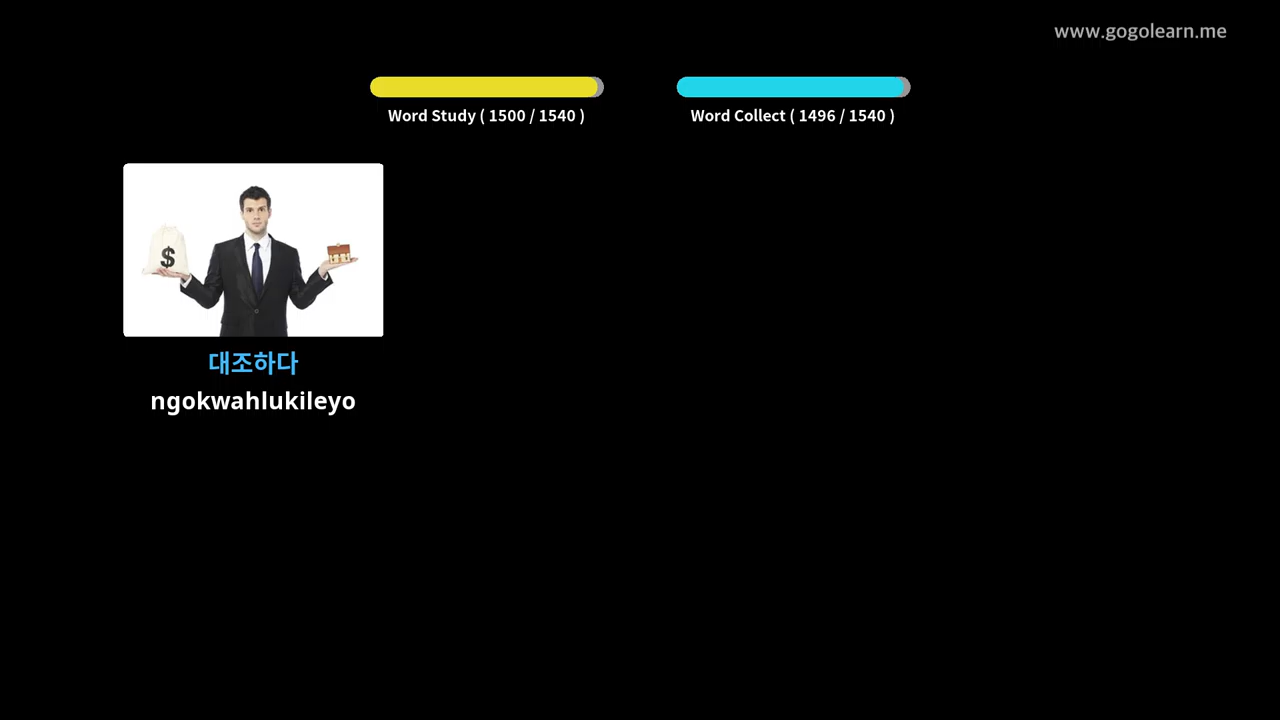 www.gogolearn.me
Word Study ( 1500 / 1540 )
Word Collect ( 1496 / 1540 )
$
대조하다
ngokwahlukileyo